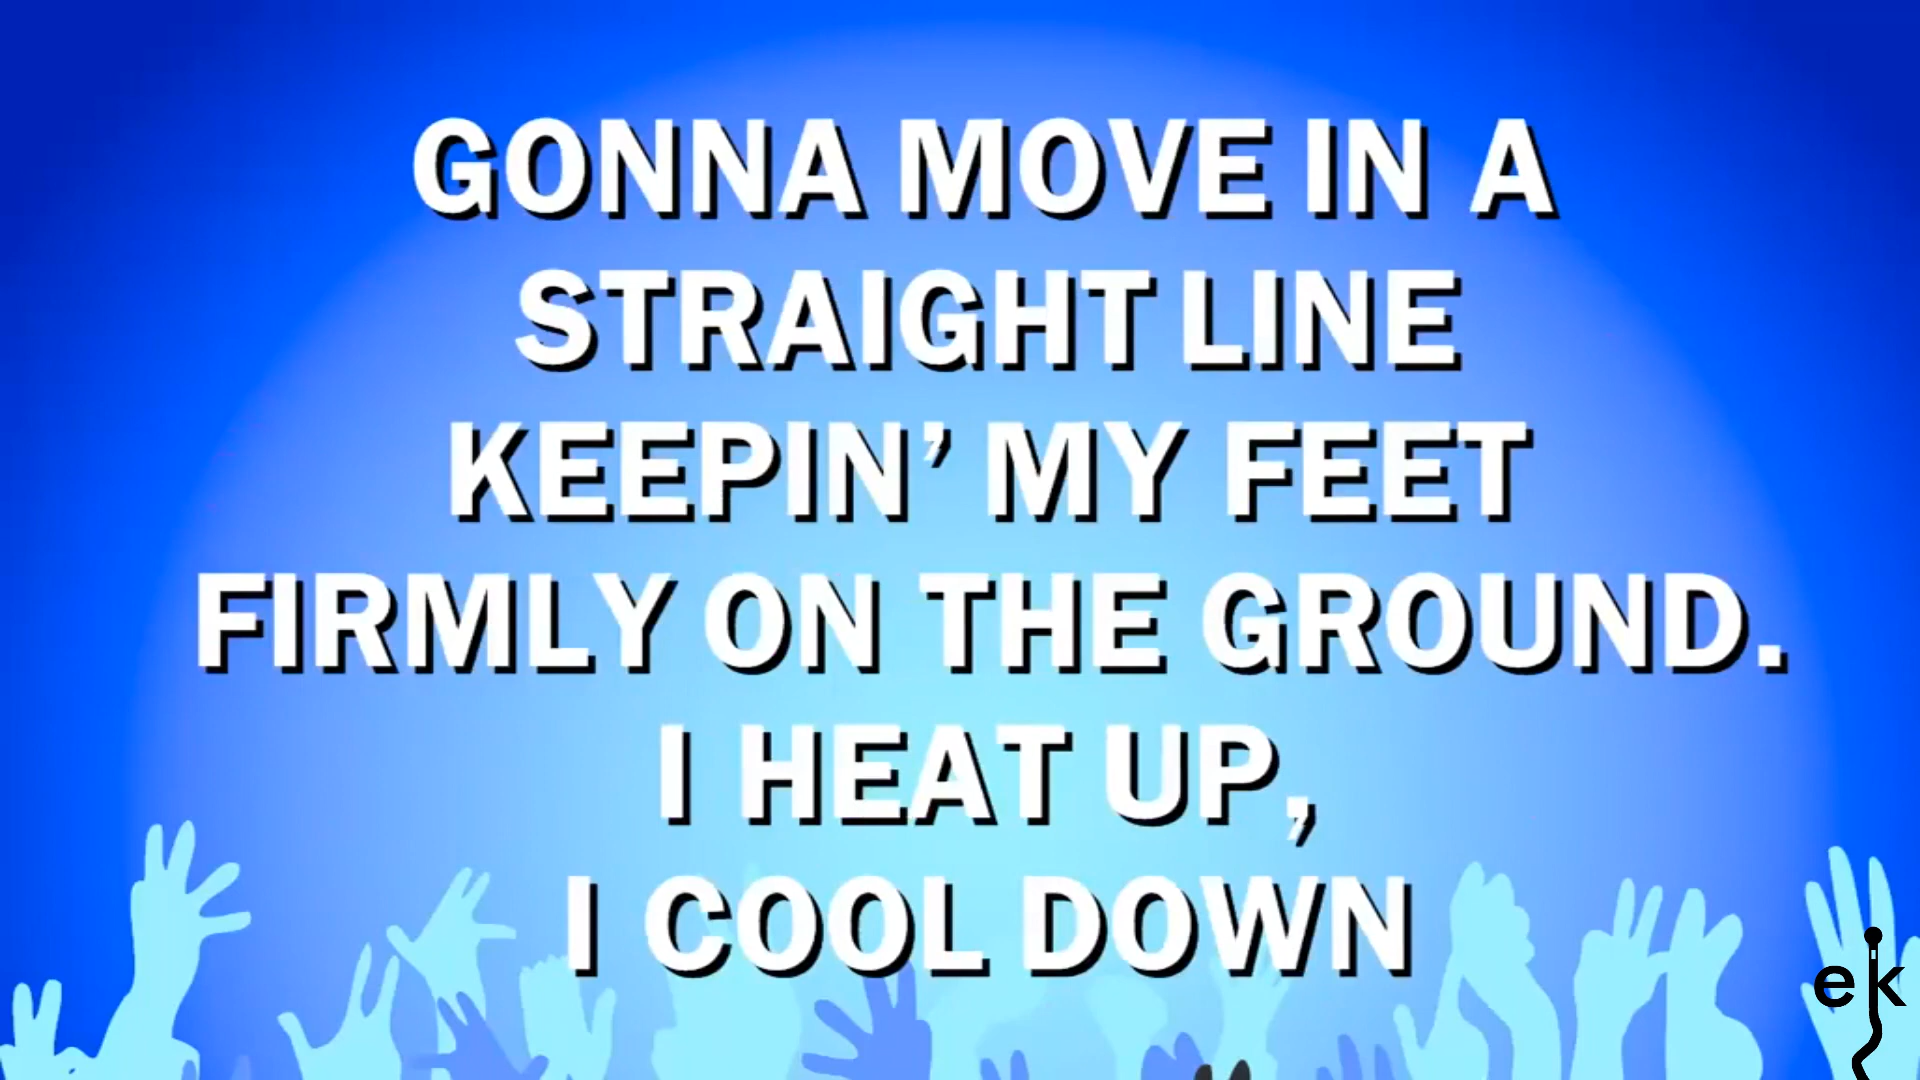 GONNA MOVE IN A
STRAIGHT LINE
KEEPIN’ MY FEET
FIRMLY ON THE GROUND.
I HEAT UP,
I COOL DOWN
ek